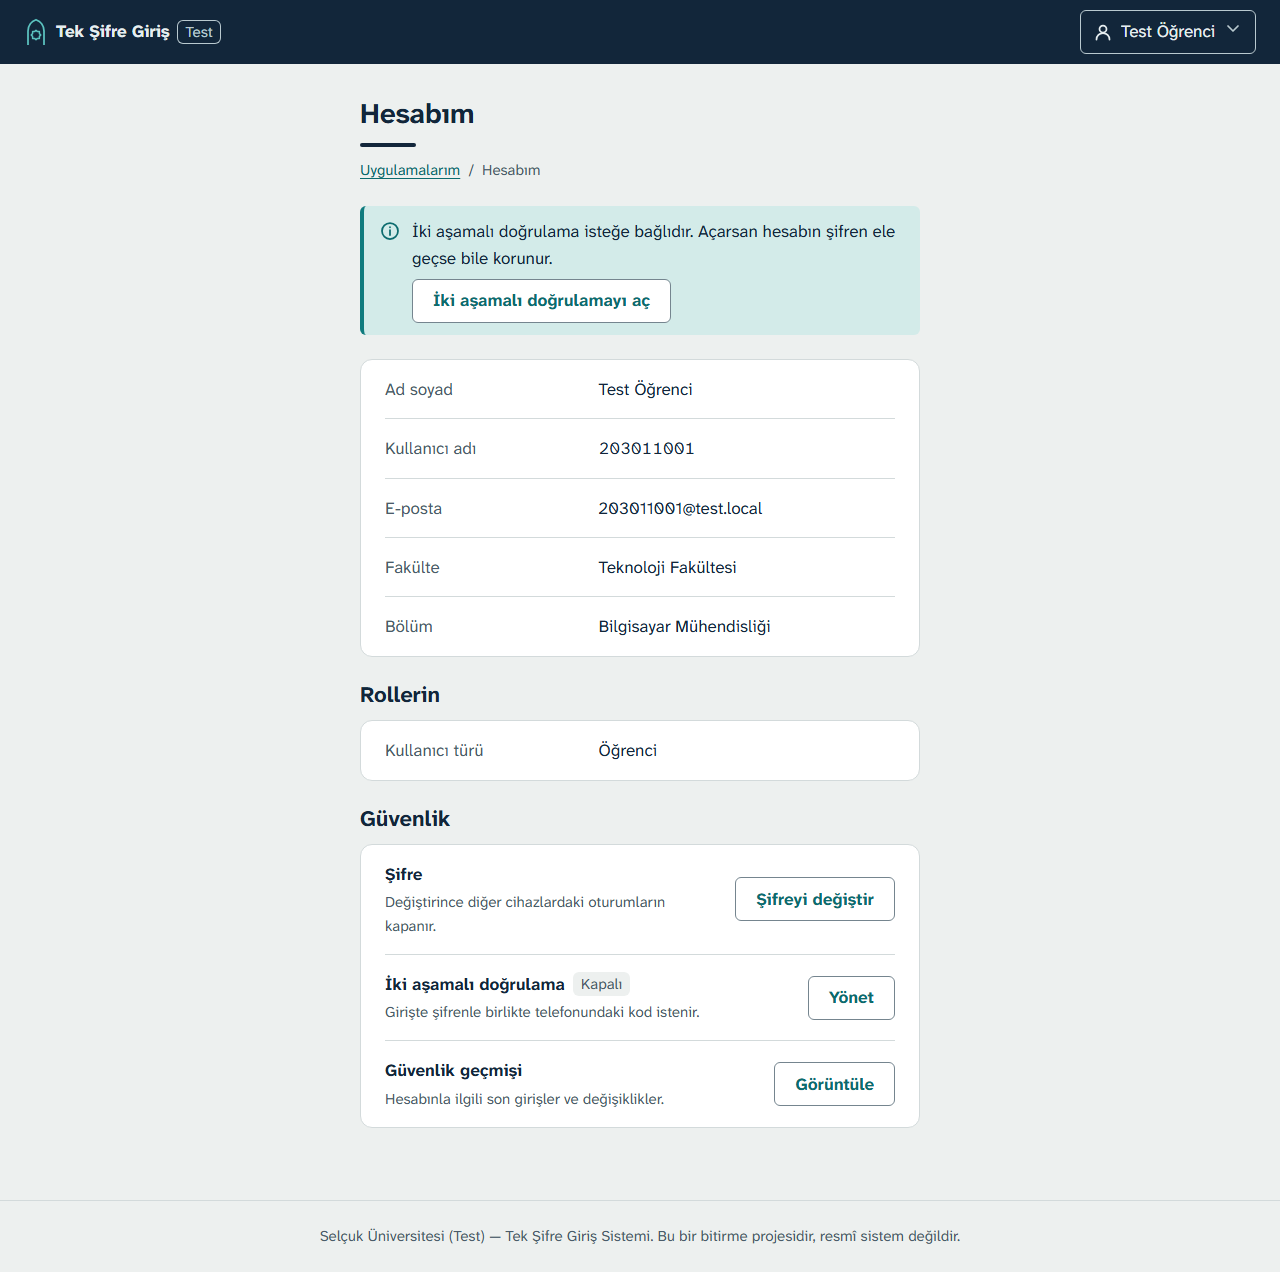 Tek Şifre Giriş Test
Test Öğrenci
Hesabım
Uygulamalarım / Hesabım
İki aşamalı doğrulama isteğe bağlıdır. Açarsan hesabın şifren ele
geçse bile korunur.
İki aşamalı doğrulamayı aç
Ad soyad Test Öğrenci
Kullanıcı adı 203011001
E-posta 203011001@test.local
Fakülte Teknoloji Fakültesi
Bölüm Bilgisayar Mühendisliği
Rollerin
Kullanıcı türü Öğrenci
Güvenlik
Şifre
Değiştirince diğer cihazlardaki oturumların
kapanır.
Şifreyi değiştir
İki aşamalı doğrulama Kapalı
Girişte şifrenle birlikte telefonundaki kod istenir.
Yönet
Güvenlik geçmişi
Hesabınla ilgili son girişler ve değişiklikler.
Görüntüle
Selçuk Üniversitesi (Test) — Tek Şifre Giriş Sistemi. Bu bir bitirme projesidir, resmî sistem değildir.